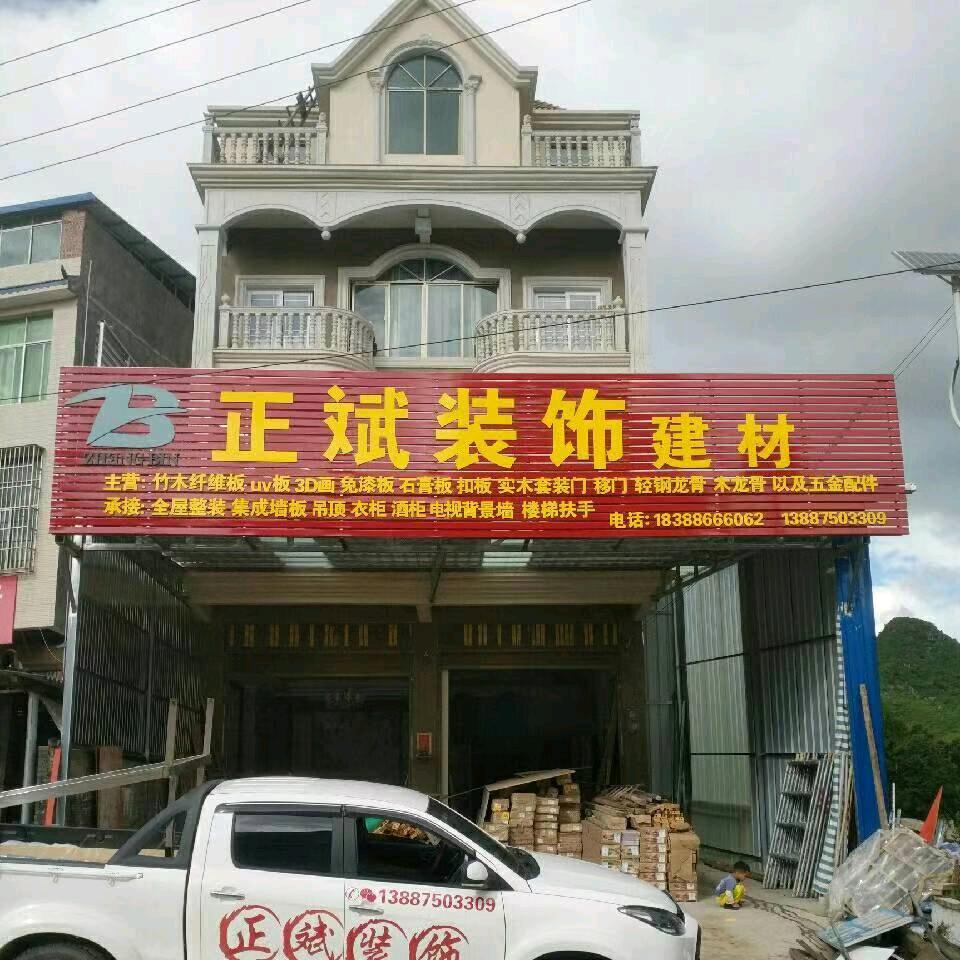 正斌装饰建材
ZHENG BIN
主营: 竹木纤维板 uv板 3D画 免漆板 石膏板 扣板 实木套装门 移门 轻钢龙骨 木龙骨 以及五金配件
承接: 全屋整装 集成墙板 吊顶 衣柜 酒柜 电视背景墙 楼梯扶手
电话: 18388666062 13887503309
13887503309
正斌装饰